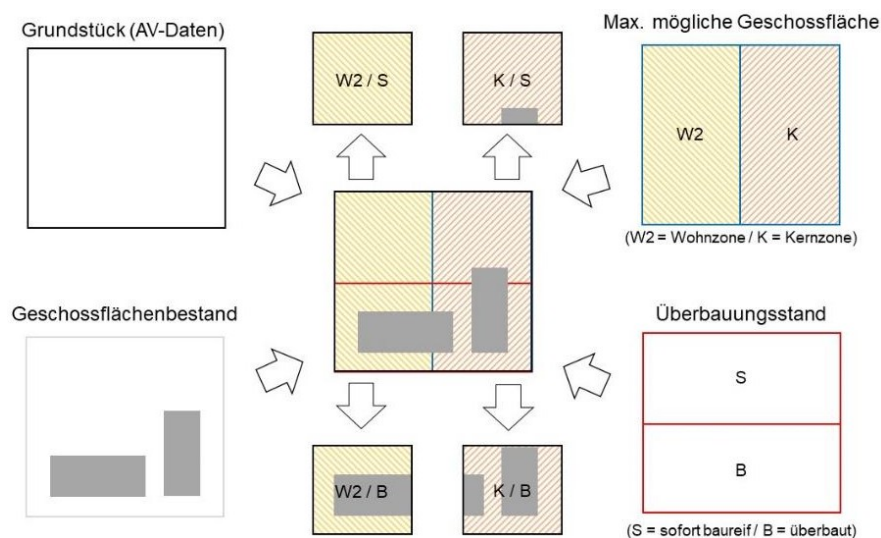 Grundstück (AV-Daten)
Max. mögliche Geschossfläche
W2 / S
K / S
W2
K
(W2 = Wohnzone / K = Kernzone)
Geschossflächenbestand
Überbauungsstand
S
B
W2 / B
K / B
(S = sofort baureif / B = überbaut)